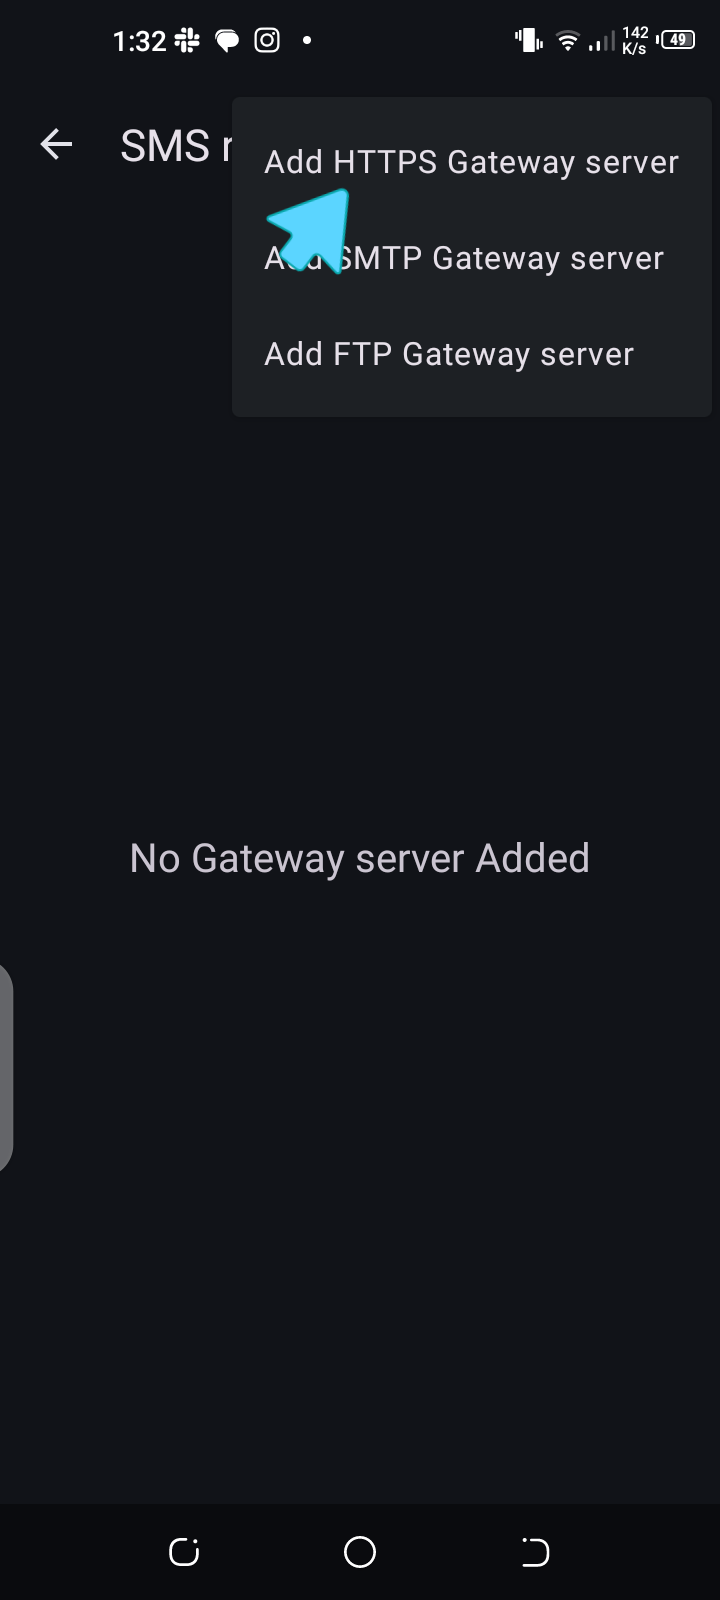 1:32
142
K/s
49
SMS
Add HTTPS Gateway server
Add SMTP Gateway server
Add FTP Gateway server
No Gateway server Added